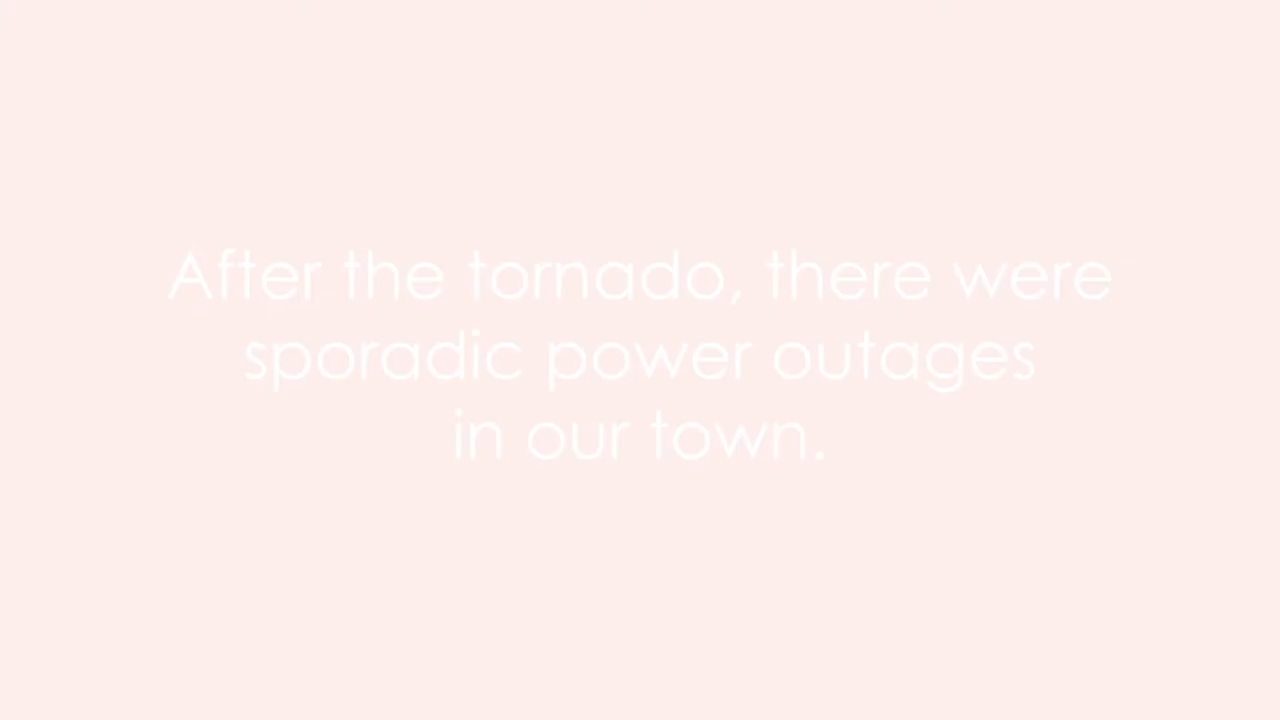 After the tornado, there were
sporadic power outages
in our town.